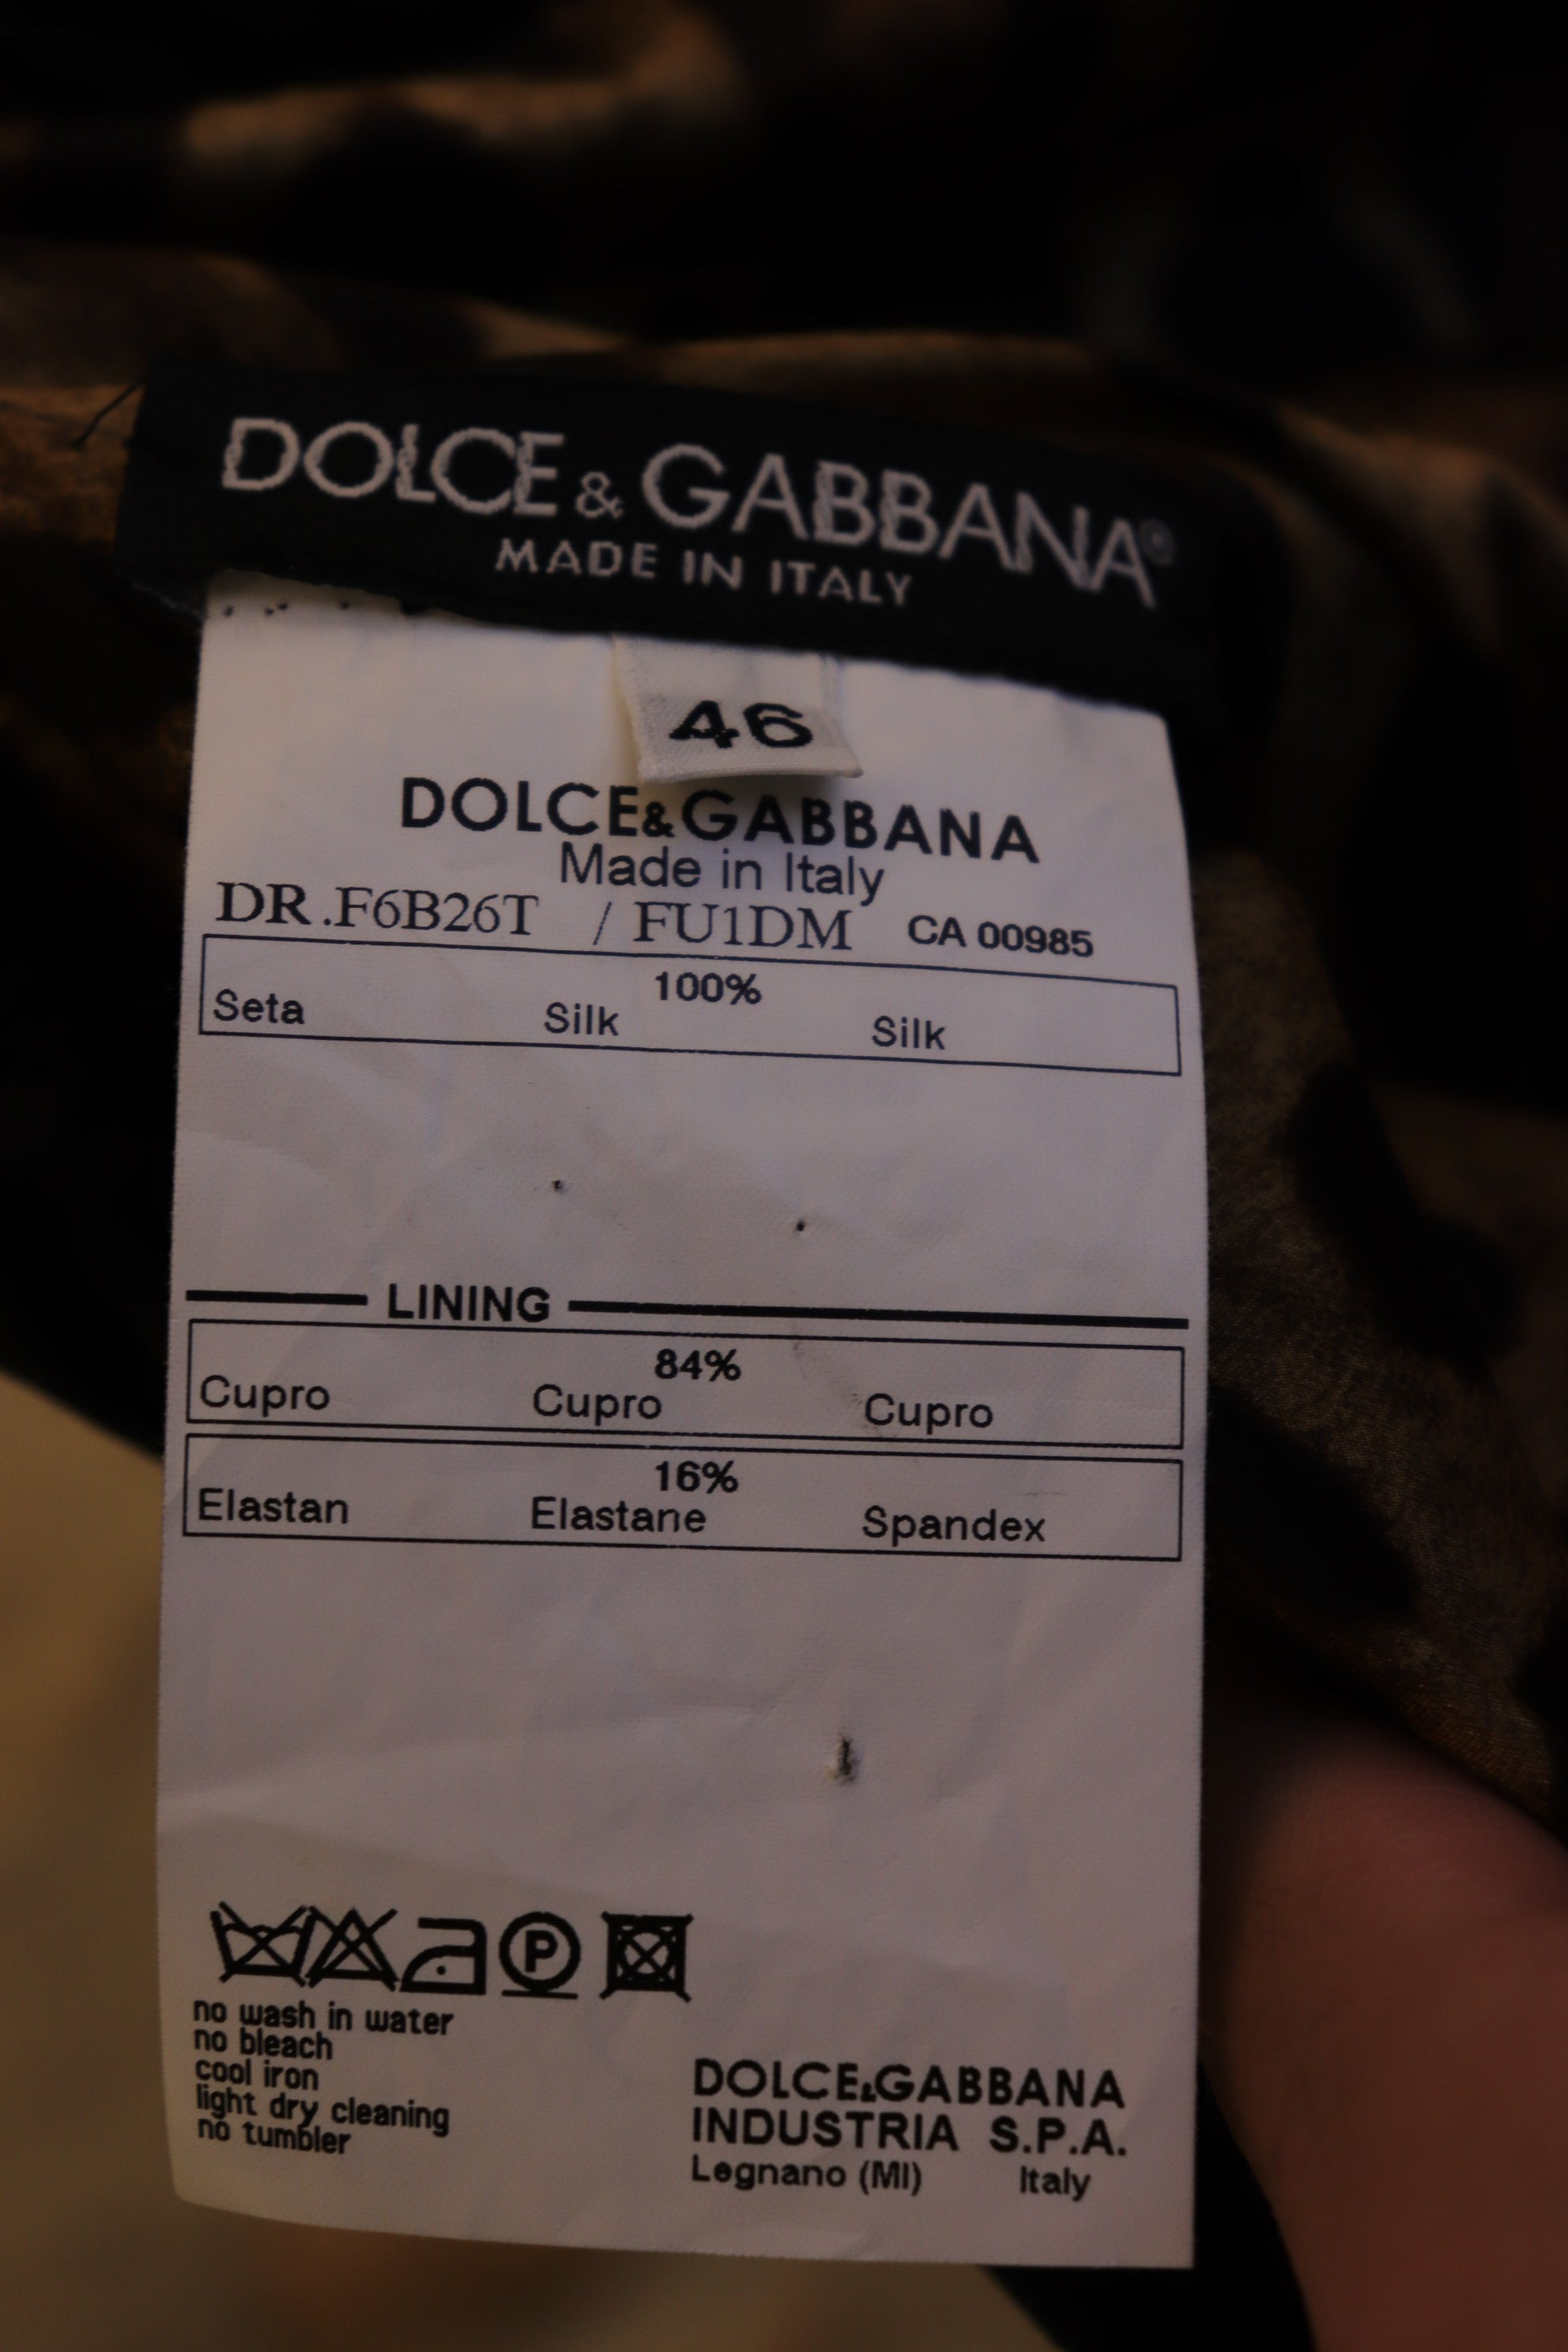 DOLCE & GABBANA®
MADE IN ITALY
46
DOLCE&GABBANA
Made in Italy
DR.F6B26T / FU1DM CA 00985
100%
Seta Silk Silk
LINING
84%
Cupro Cupro Cupro
16%
Elastan Elastane Spandex
P
no wash in water
no bleach
cool iron
light dry cleaning
no tumbler
DOLCE&GABBANA
INDUSTRIA S.P.A.
Legnano (MI) Italy